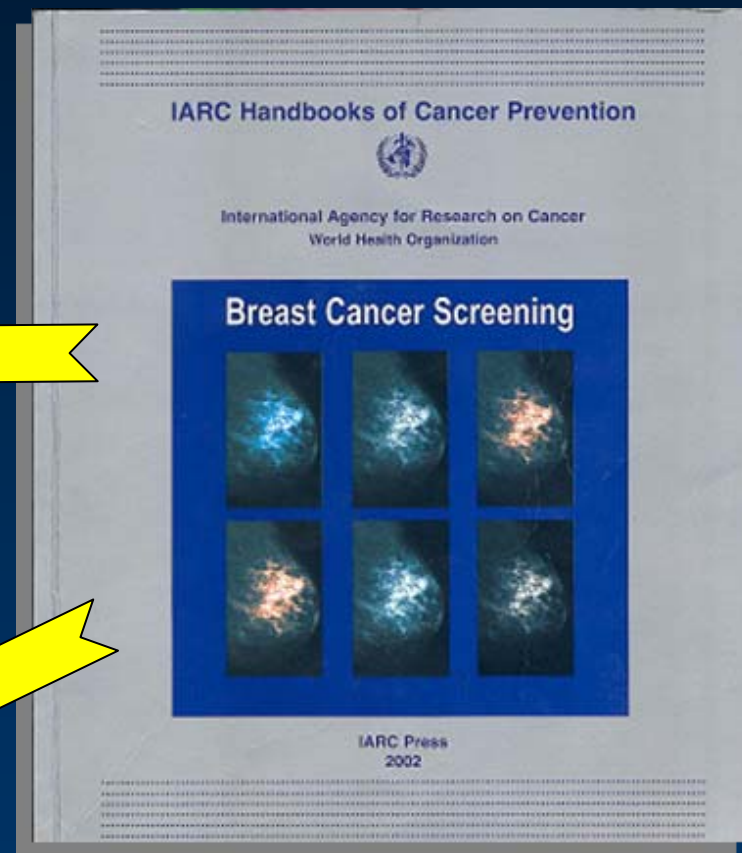 IARC Handbooks of Cancer Prevention
International Agency for Research on Cancer
World Health Organization
Breast Cancer Screening
IARC Press
2002